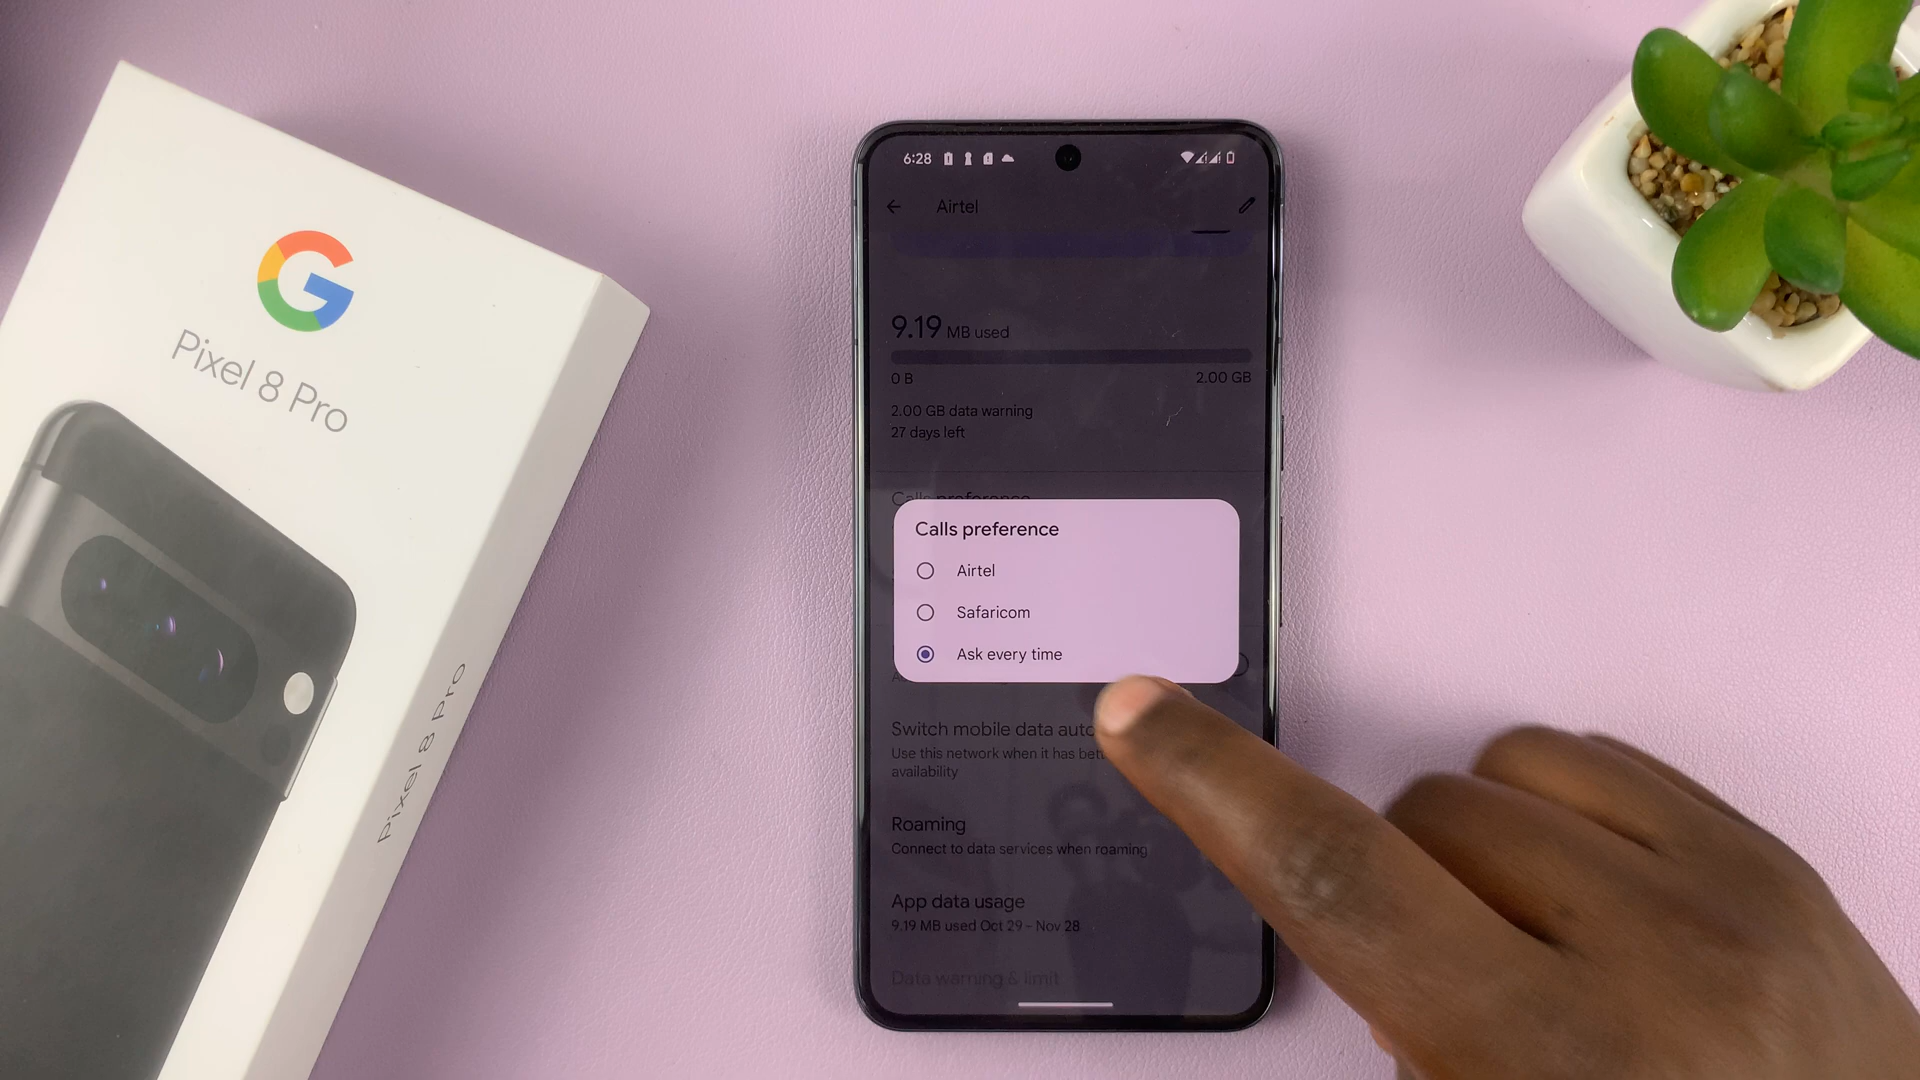 Pixel 8 Pro
Pixel 8 Pro
6:28
Airtel
9.19 MB used
0 B
2.00 GB
2.00 GB data warning
27 days left
Calls preference
Calls preference
Airtel
Safaricom
Ask every time
Switch mobile data auto
Use this network when it has bett
availability
Roaming
Connect to data services when roaming
App data usage
9.19 MB used Oct 29 – Nov 28
Data warning & limit